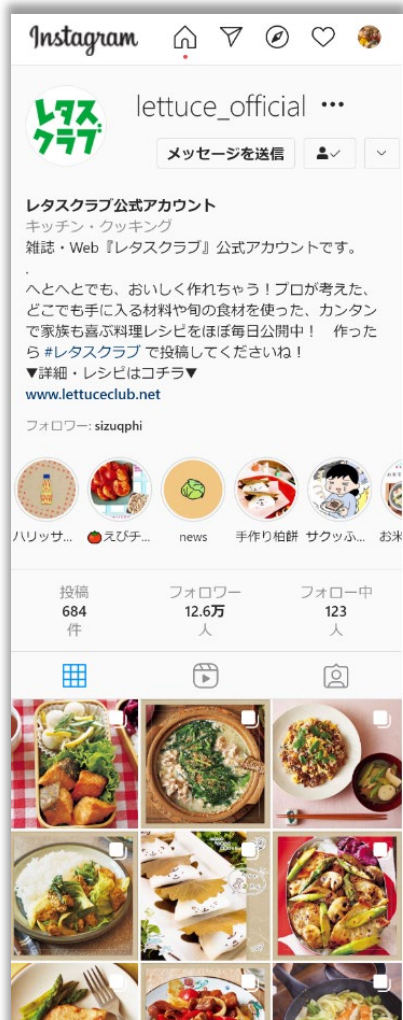 Instagram
レタス
クラブ
lettuce_official
メッセージを送信
レタスクラブ公式アカウント
キッチン・クッキング
雑誌・Web『レタスクラブ』公式アカウントです。
.
へとへとでも、おいしく作れちゃう！プロが考えた、
どこでも手に入る材料や旬の食材を使った、カンタン
で家族も喜ぶ料理レシピをほぼ毎日公開中！　作った
ら #レタスクラブ で投稿してくださいね！
▼詳細・レシピはコチラ▼
www.lettuceclub.net
フォロワー: sizuqphi
ハリッサ... 🍅えびチ... news 手作り柏餅 サクッふ... お米
投稿 フォロワー フォロー中
684 12.6万 123
件 人 人